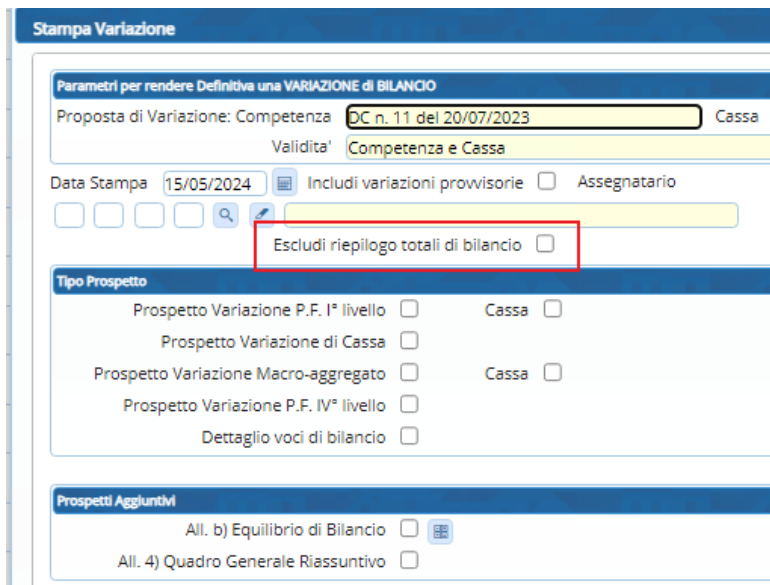 Stampa Variazione
Parametri per rendere Definitiva una VARIAZIONE di BILANCIO
Proposta di Variazione: Competenza DC n. 11 del 20/07/2023 Cassa
Validita' Competenza e Cassa
Data Stampa 15/05/2024 Includi variazioni provvisorie Assegnatario
Escludi riepilogo totali di bilancio
Tipo Prospetto
Prospetto Variazione P.F. I° livello Cassa
Prospetto Variazione di Cassa
Prospetto Variazione Macro-aggregato Cassa
Prospetto Variazione P.F. IV° livello
Dettaglio voci di bilancio
Prospetti Aggiuntivi
All. b) Equilibrio di Bilancio
All. 4) Quadro Generale Riassuntivo